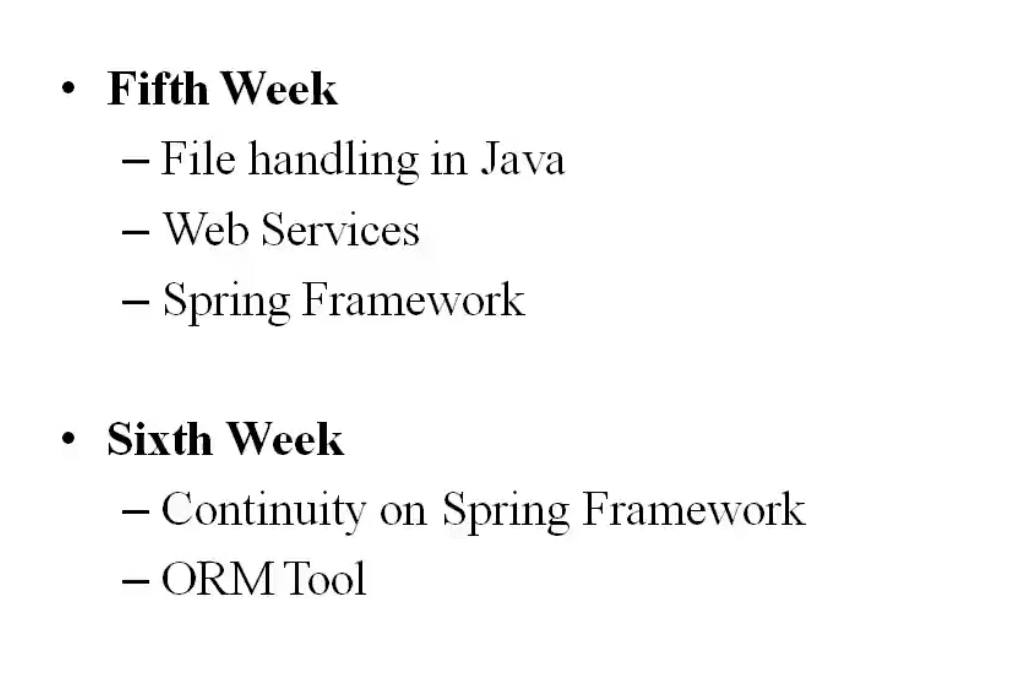 • Fifth Week
– File handling in Java
– Web Services
– Spring Framework
• Sixth Week
– Continuity on Spring Framework
– ORM Tool